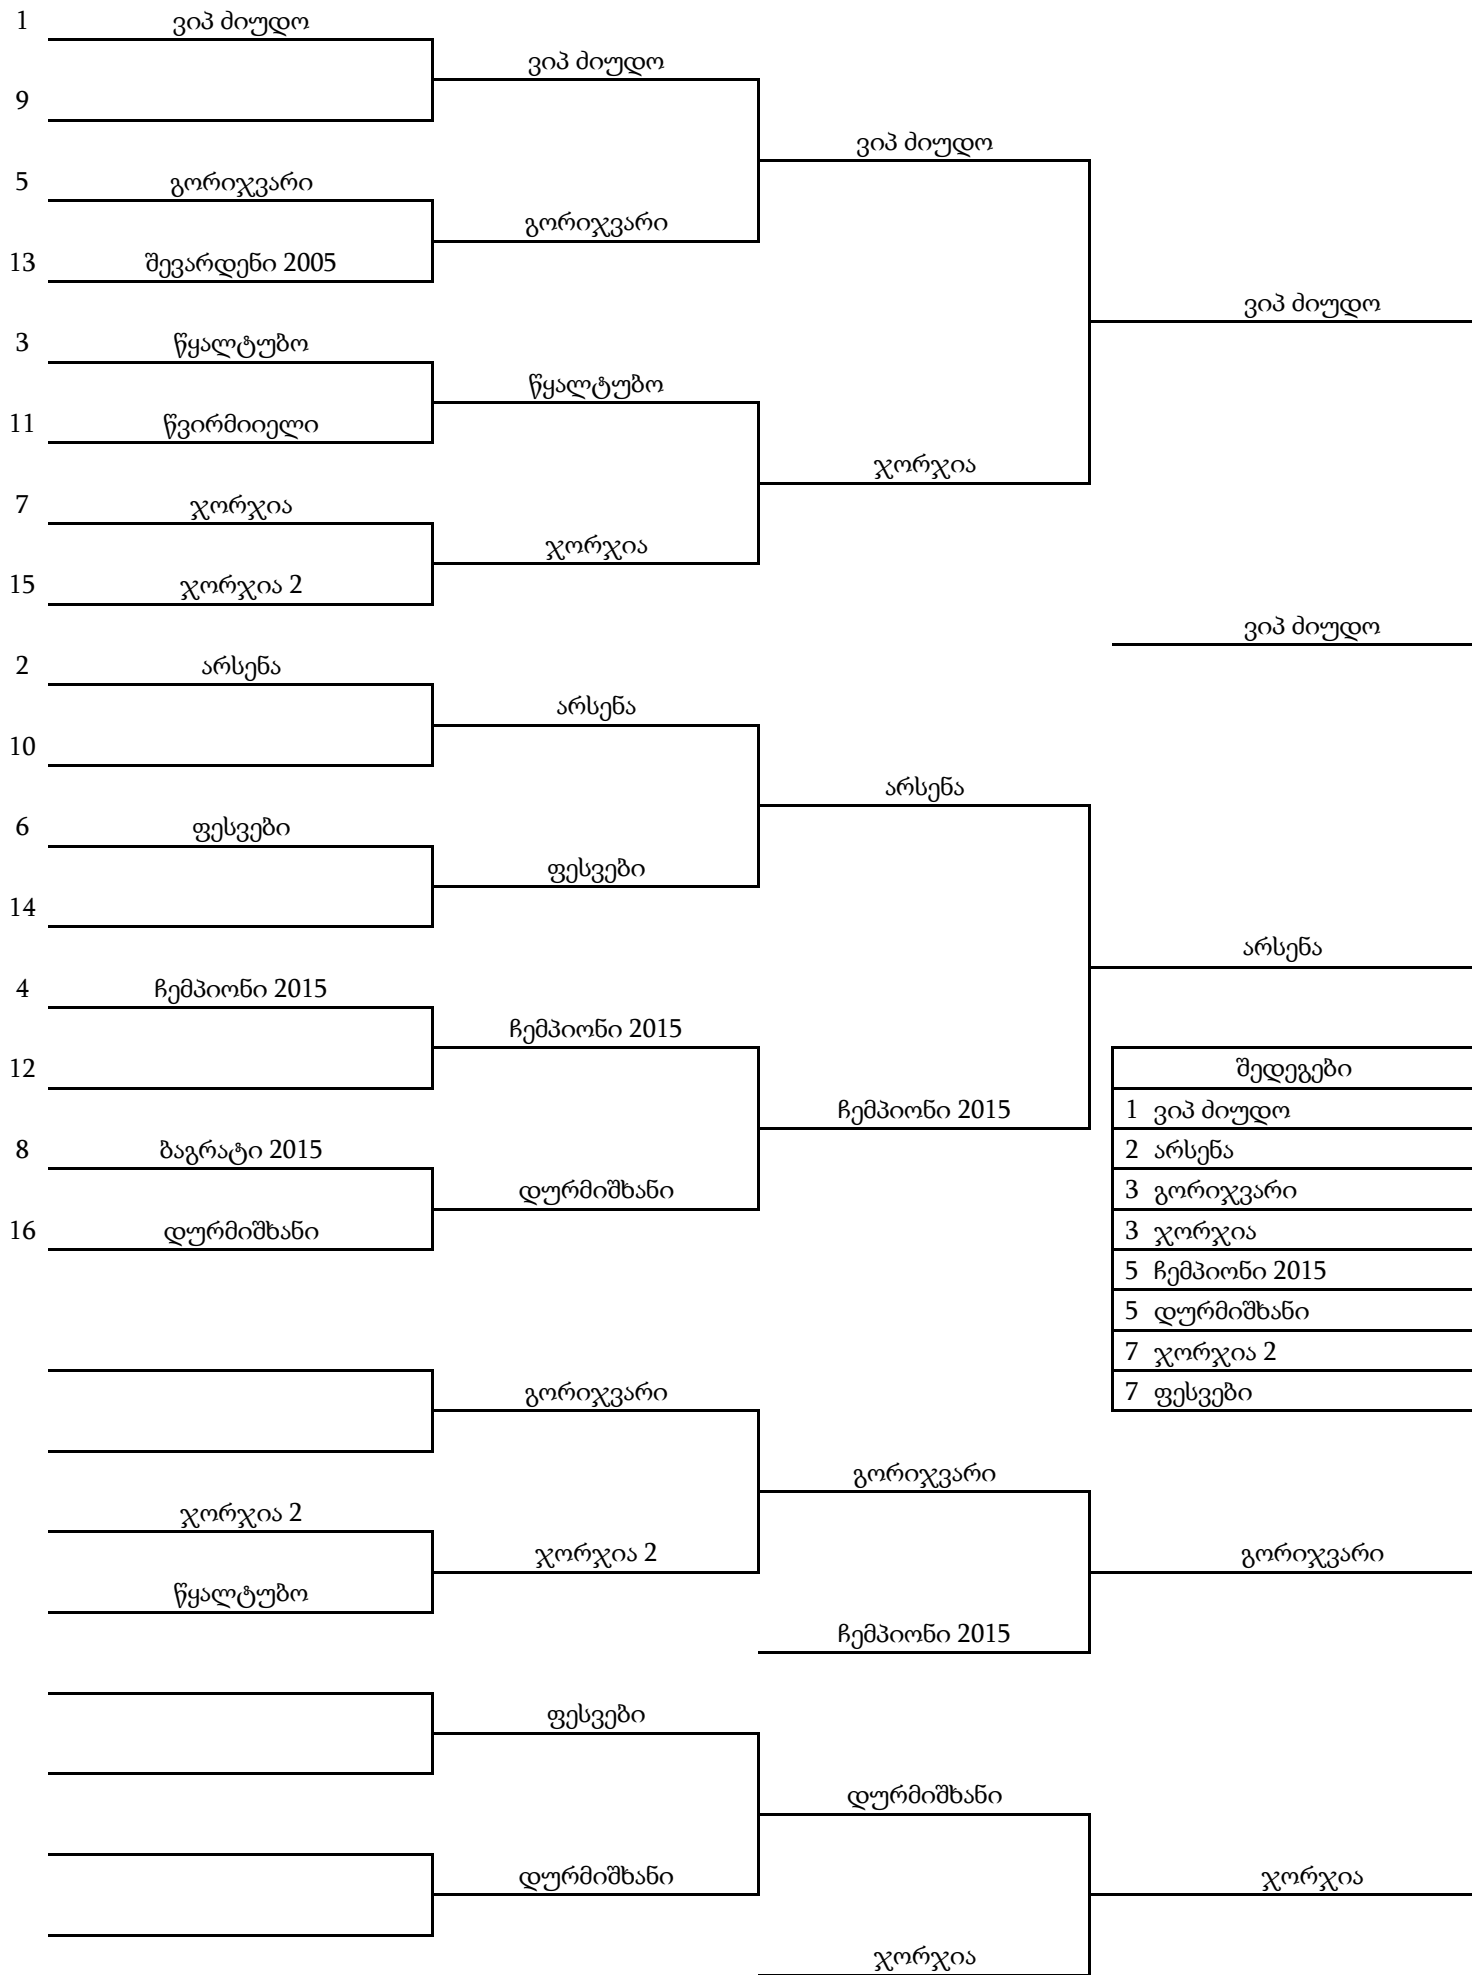 1 ვიპ ძიუდო
ვიპ ძიუდო
9
ვიპ ძიუდო
5 გორიჯვარი
გორიჯვარი
13 შევარდენი 2005
ვიპ ძიუდო
3 წყალტუბო
წყალტუბო
11 წვირმიიელი
ჯორჯია
7 ჯორჯია
ჯორჯია
15 ჯორჯია 2
ვიპ ძიუდო
2 არსენა
არსენა
10
არსენა
6 ფესვები
ფესვები
14
არსენა
4 ჩემპიონი 2015
ჩემპიონი 2015
12
შედეგები
ჩემპიონი 2015
1 ვიპ ძიუდო
8 ბაგრატი 2015
2 არსენა
დურმიშხანი
3 გორიჯვარი
16 დურმიშხანი
3 ჯორჯია
5 ჩემპიონი 2015
5 დურმიშხანი
7 ჯორჯია 2
გორიჯვარი
7 ფესვები
გორიჯვარი
ჯორჯია 2
ჯორჯია 2
გორიჯვარი
წყალტუბო
ჩემპიონი 2015
ფესვები
დურმიშხანი
დურმიშხანი
ჯორჯია
ჯორჯია